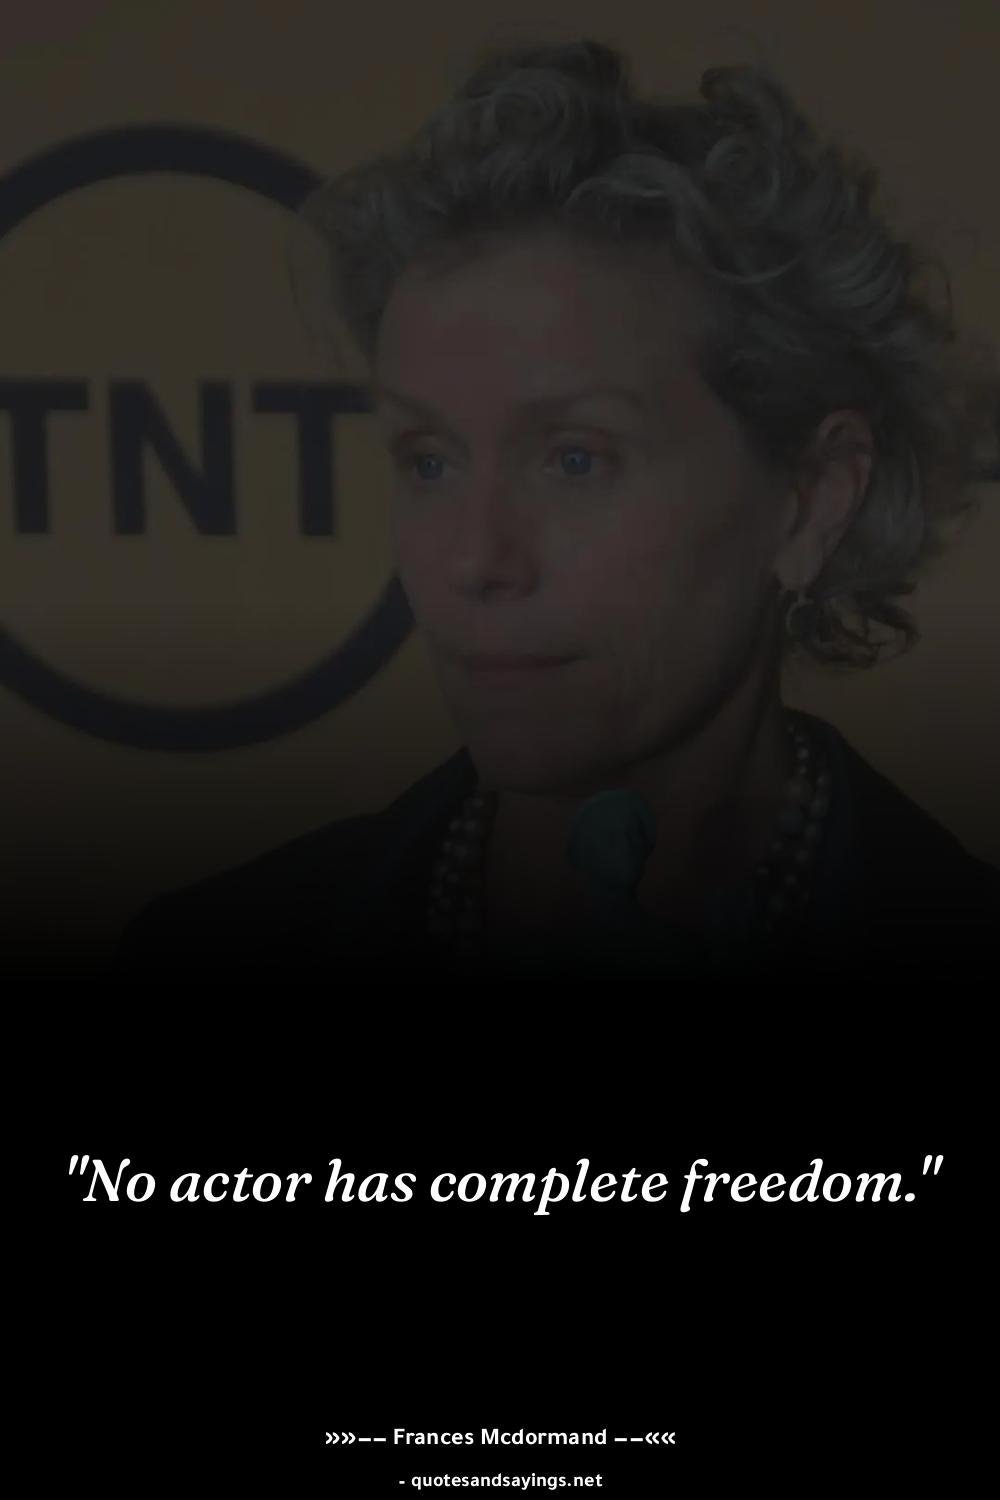 TNT
"No actor has complete freedom."
»»−− Frances Mcdormand −−««
- quotesandsayings.net